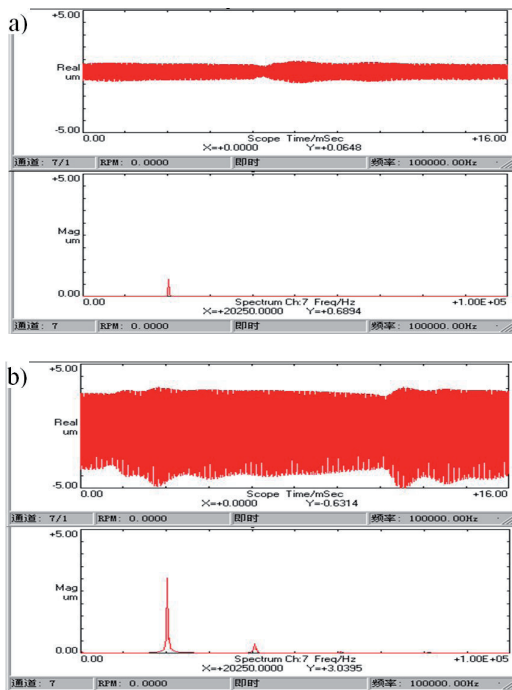 a)
+5.00
Real
um
-5.00
0.00 Scope Time/mSec +16.00
X=+0.0000 Y=+0.0648
通道: 7/1 RPM: 0.0000 即时 频率: 100000.00Hz
+5.00
Mag
um
0.00
0.00 Spectrum Ch:7 Freq/Hz +1.00E+05
X=+20250.0000 Y=+0.6894
通道: 7 RPM: 0.0000 即时 频率: 100000.00Hz
b)
+5.00
Real
um
-5.00
0.00 Scope Time/mSec +16.00
X=+0.0000 Y=-0.6314
通道: 7/1 RPM: 0.0000 即时 频率: 100000.00Hz
+5.00
Mag
um
0.00
0.00 Spectrum Ch:7 Freq/Hz +1.00E+05
X=+20250.0000 Y=+3.0395
通道: 7 RPM: 0.0000 即时 频率: 100000.00Hz